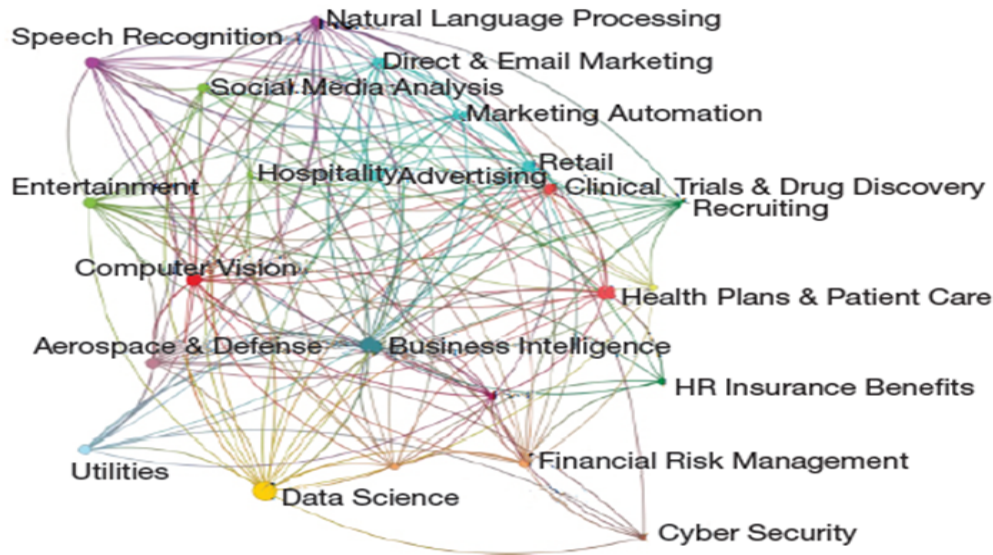 Natural Language Processing
Speech Recognition
Direct & Email Marketing
Social Media Analysis
Marketing Automation
Retail
Hospitality
Advertising
Clinical Trials & Drug Discovery
Entertainment
Recruiting
Computer Vision
Health Plans & Patient Care
Aerospace & Defense
Business Intelligence
HR Insurance Benefits
Financial Risk Management
Utilities
Data Science
Cyber Security